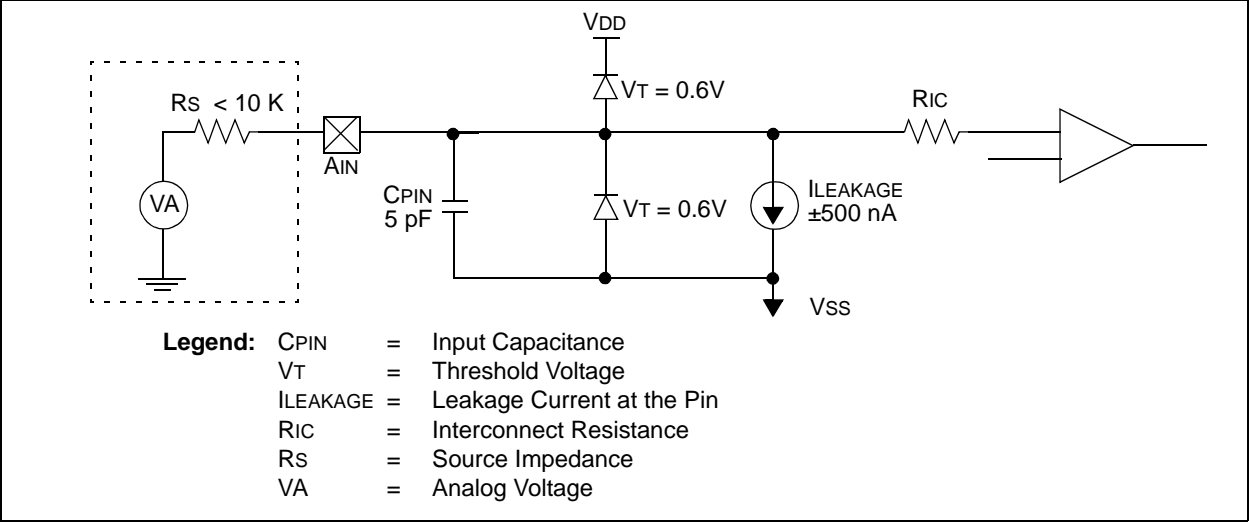 VDD
VT = 0.6V
RS < 10 K
RIC
AIN
CPIN
5 pF
VT = 0.6V
ILEAKAGE
±500 nA
VA
VSS
Legend: CPIN = Input Capacitance
VT = Threshold Voltage
ILEAKAGE = Leakage Current at the Pin
RIC = Interconnect Resistance
RS = Source Impedance
VA = Analog Voltage